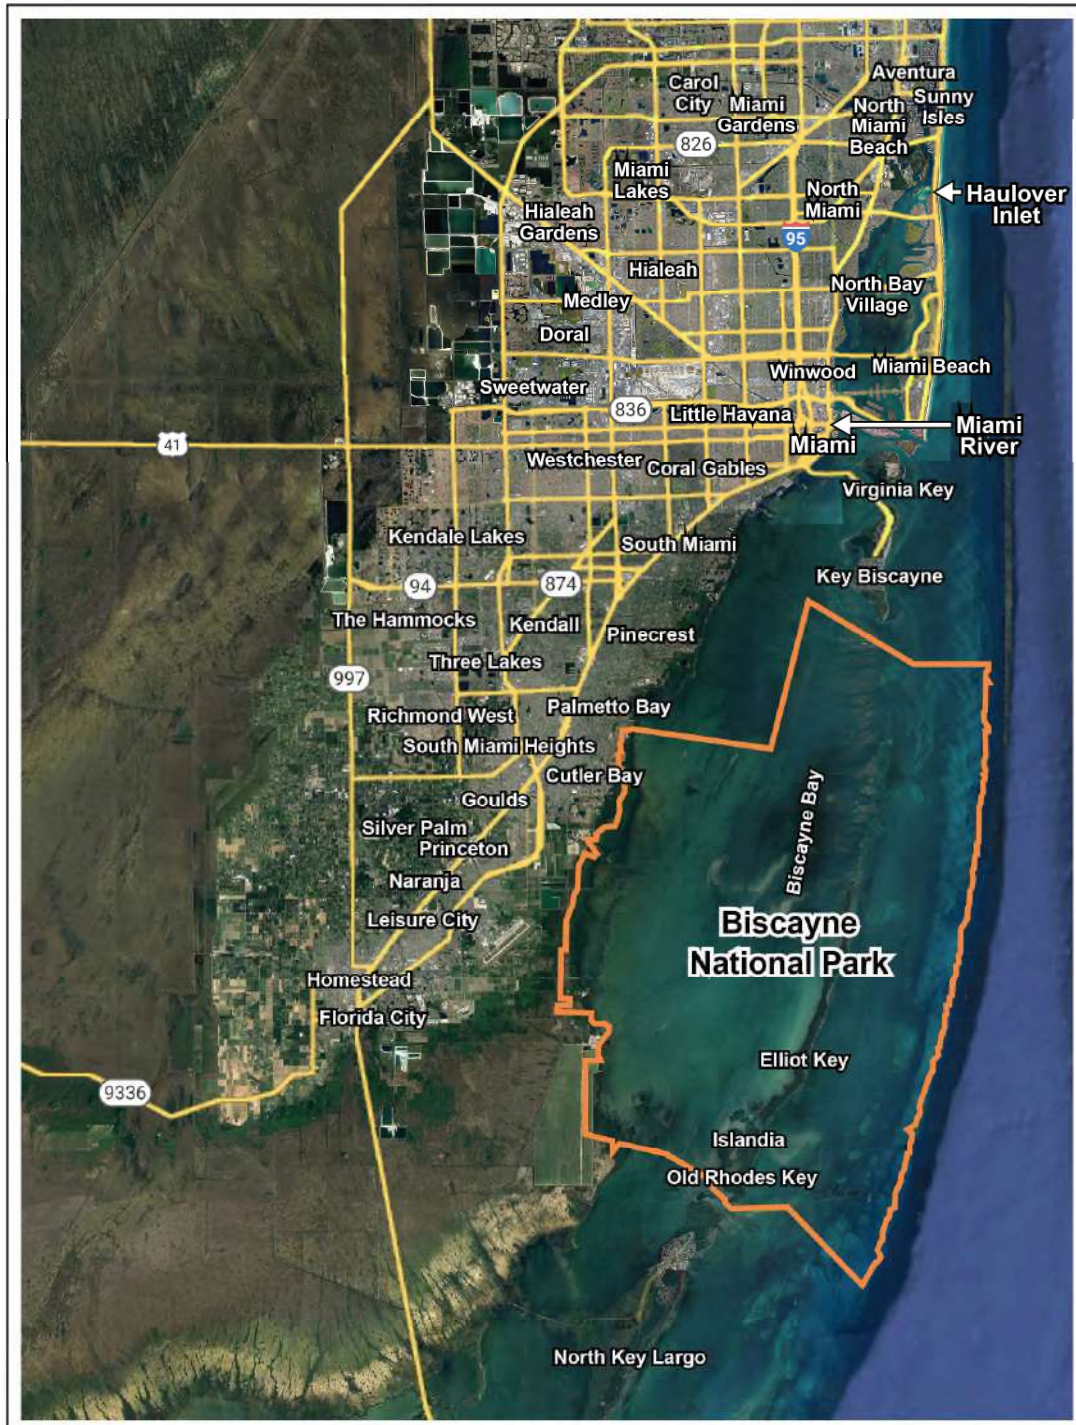 Aventura
Carol
City
Sunny
Isles
Miami
Gardens
North
Miami
Beach
826
Miami
Lakes
North
Miami
Haulover
Inlet
Hialeah
Gardens
95
Hialeah
North Bay
Village
Medley
Doral
Winwood
Miami Beach
Sweetwater
836
Little Havana
Miami
River
41
Miami
Westchester
Coral Gables
Virginia Key
Kendale Lakes
South Miami
Key Biscayne
94
874
The Hammocks
Kendall
Pinecrest
Three Lakes
997
Palmetto Bay
Richmond West
South Miami Heights
Cutler Bay
Goulds
Biscayne Bay
Silver Palm
Princeton
Naranja
Leisure City
Biscayne
National Park
Homestead
Florida City
Elliot Key
9336
Islandia
Old Rhodes Key
North Key Largo